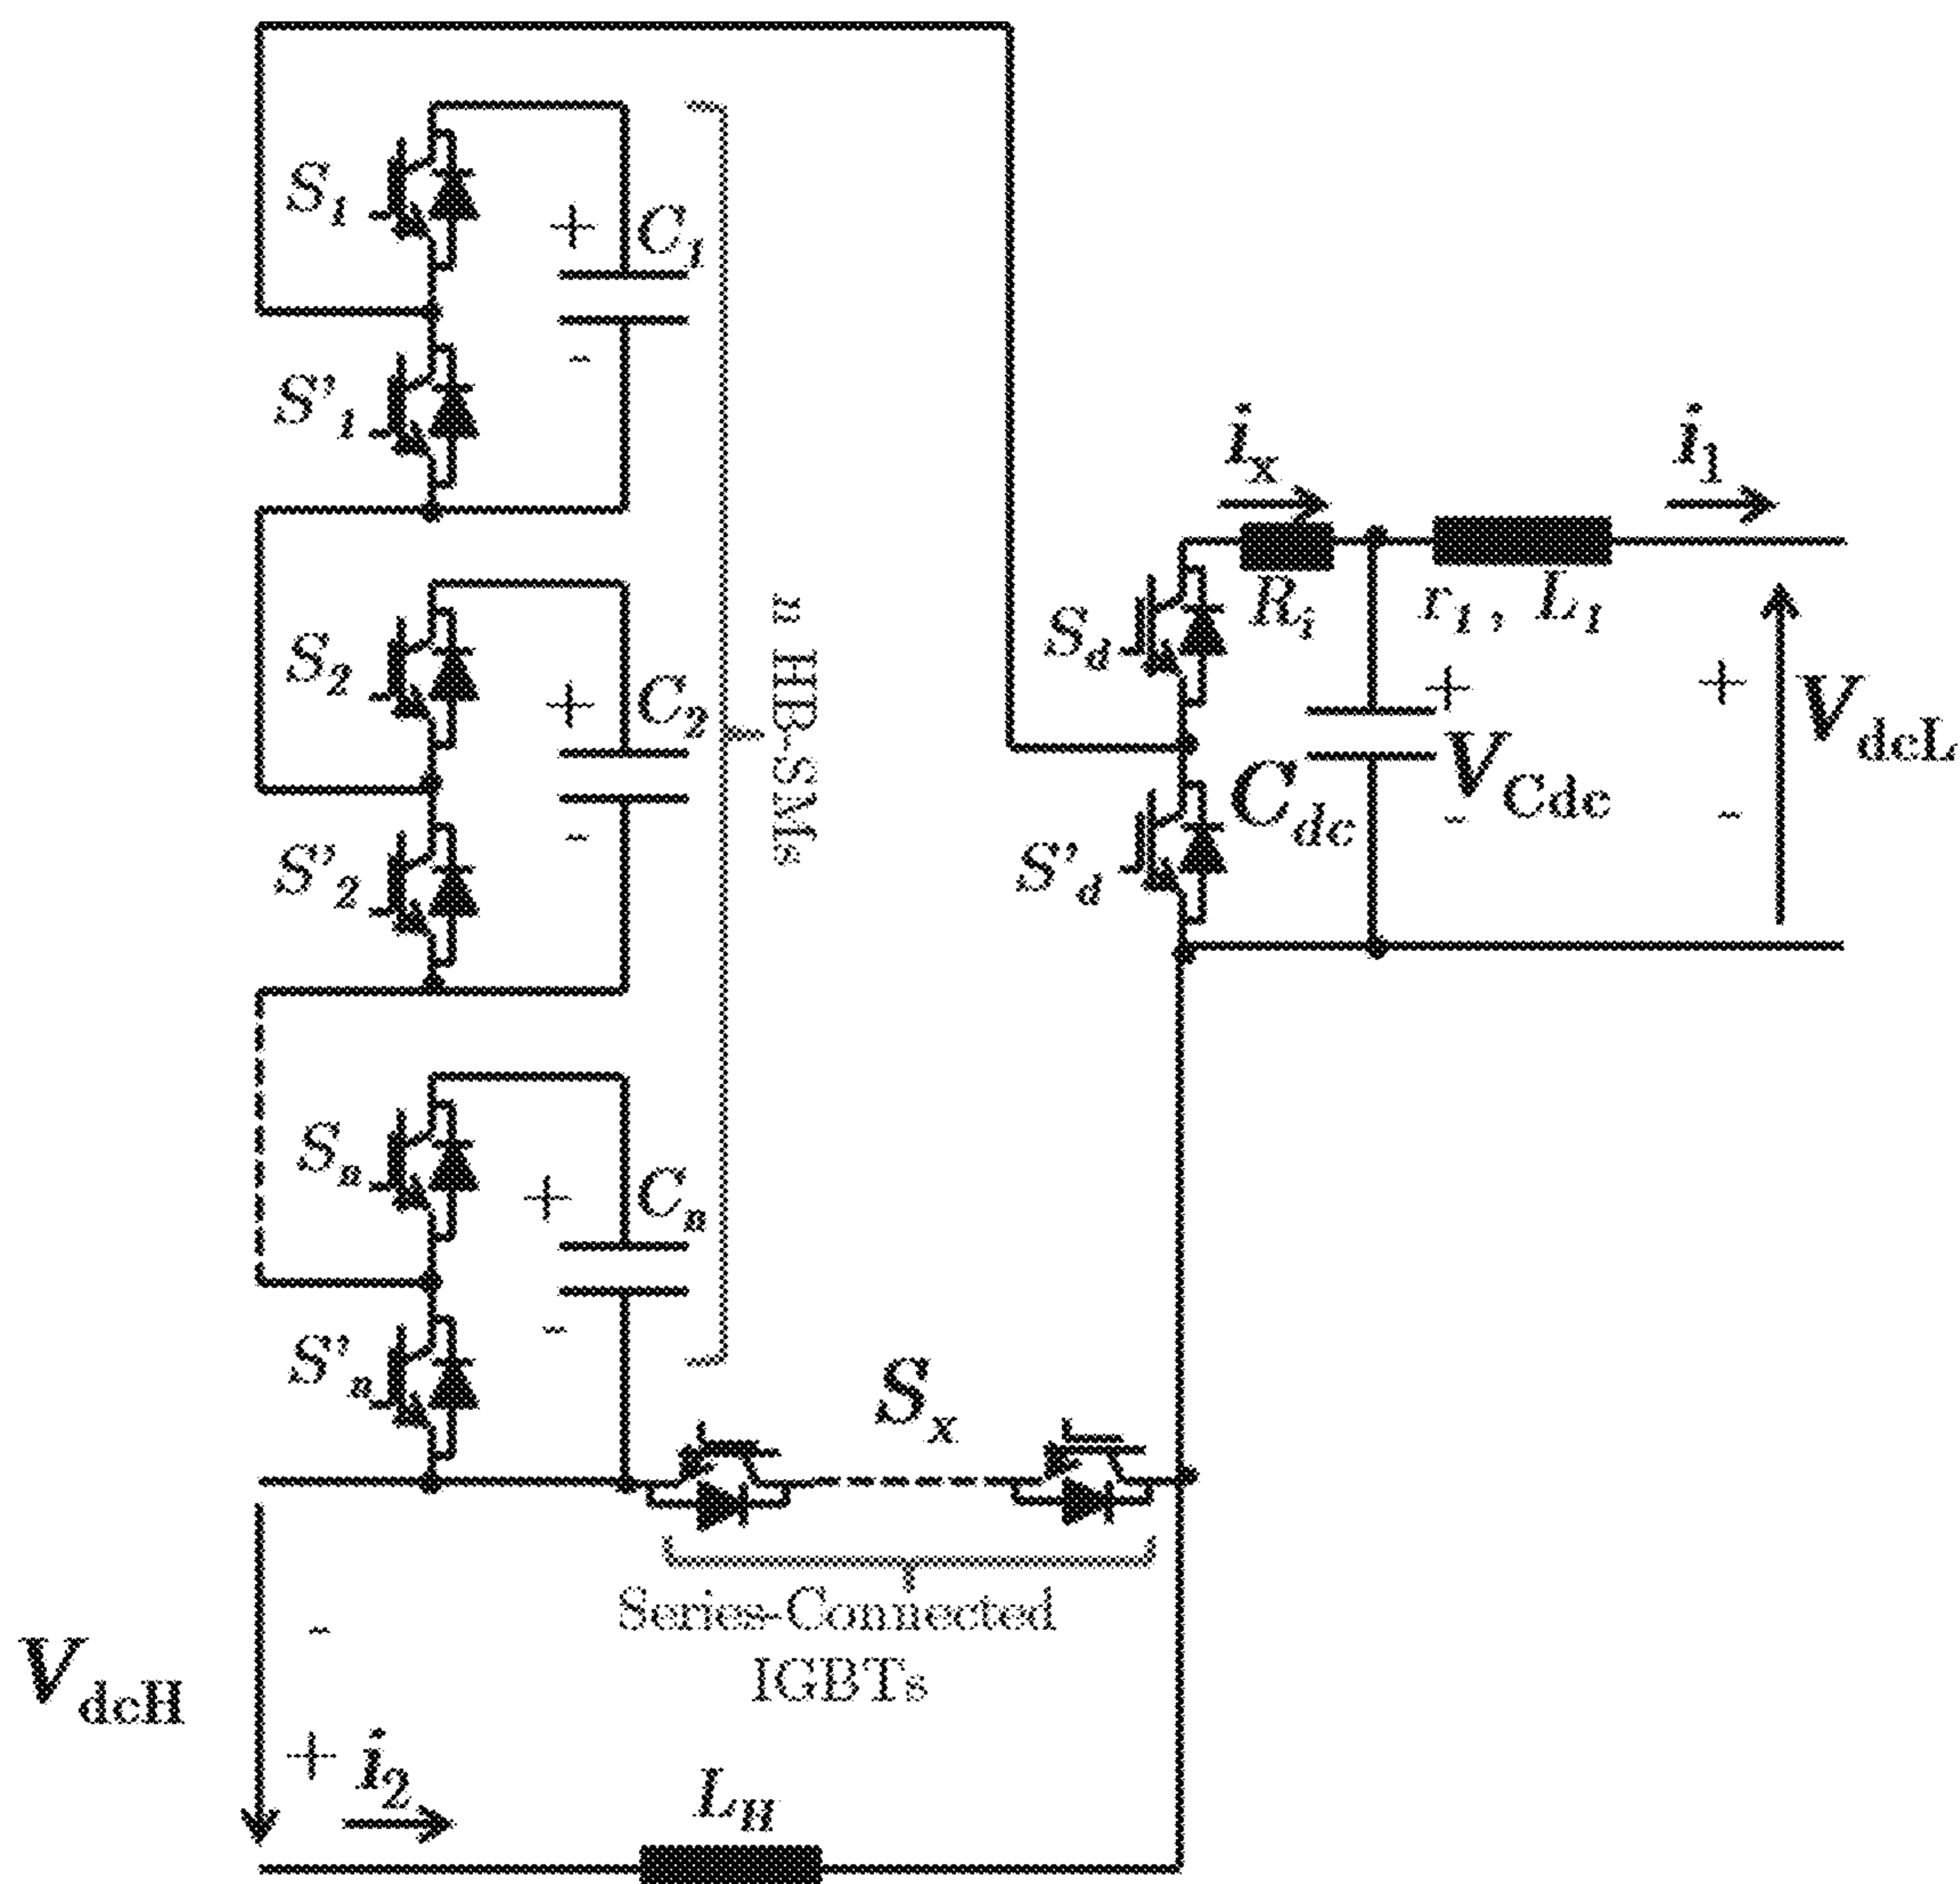 S1
+ C1
S'1
-
ix
i1
S2
+ C2
n HB-SMs
Sd
Ri
r1, L1
+
+
VdcL
-
Cdc
VCdc
S'2
S'd
-
-
Sn
+ Cn
-
S'n
Sx
-
Series-Connected
IGBTs
VdcH
+ i2
LH